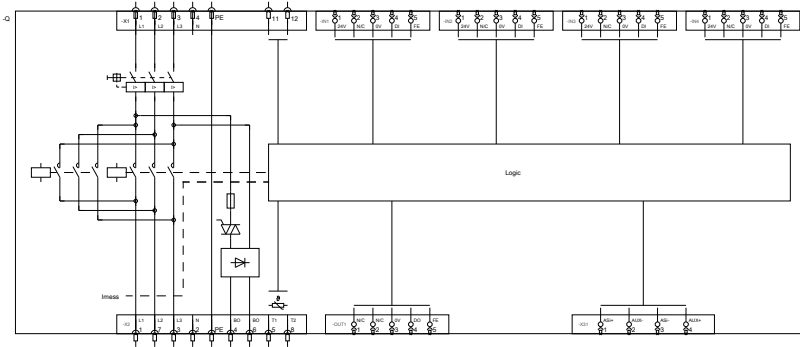 -Q
-X1 1 2 3 4 PE 11 12
L1 L2 L3 N
-IN1 1 2 3 4 5
24V N/C 0V DI FE
-IN2 1 2 3 4 5
24V N/C 0V DI FE
-IN3 1 2 3 4 5
24V N/C 0V DI FE
-IN4 1 2 3 4 5
24V N/C 0V DI FE
I> I> I>
Logic
Imess
ϑ
-X2 L1 L2 L3 N BO BO T1 T2
1 7 3 2 PE 4 6 5 8
-OUT1 N/C N/C 0V DO FE
1 2 3 4 5
-XS1 ASi+ AUX- ASi- AUX+
1 2 3 4